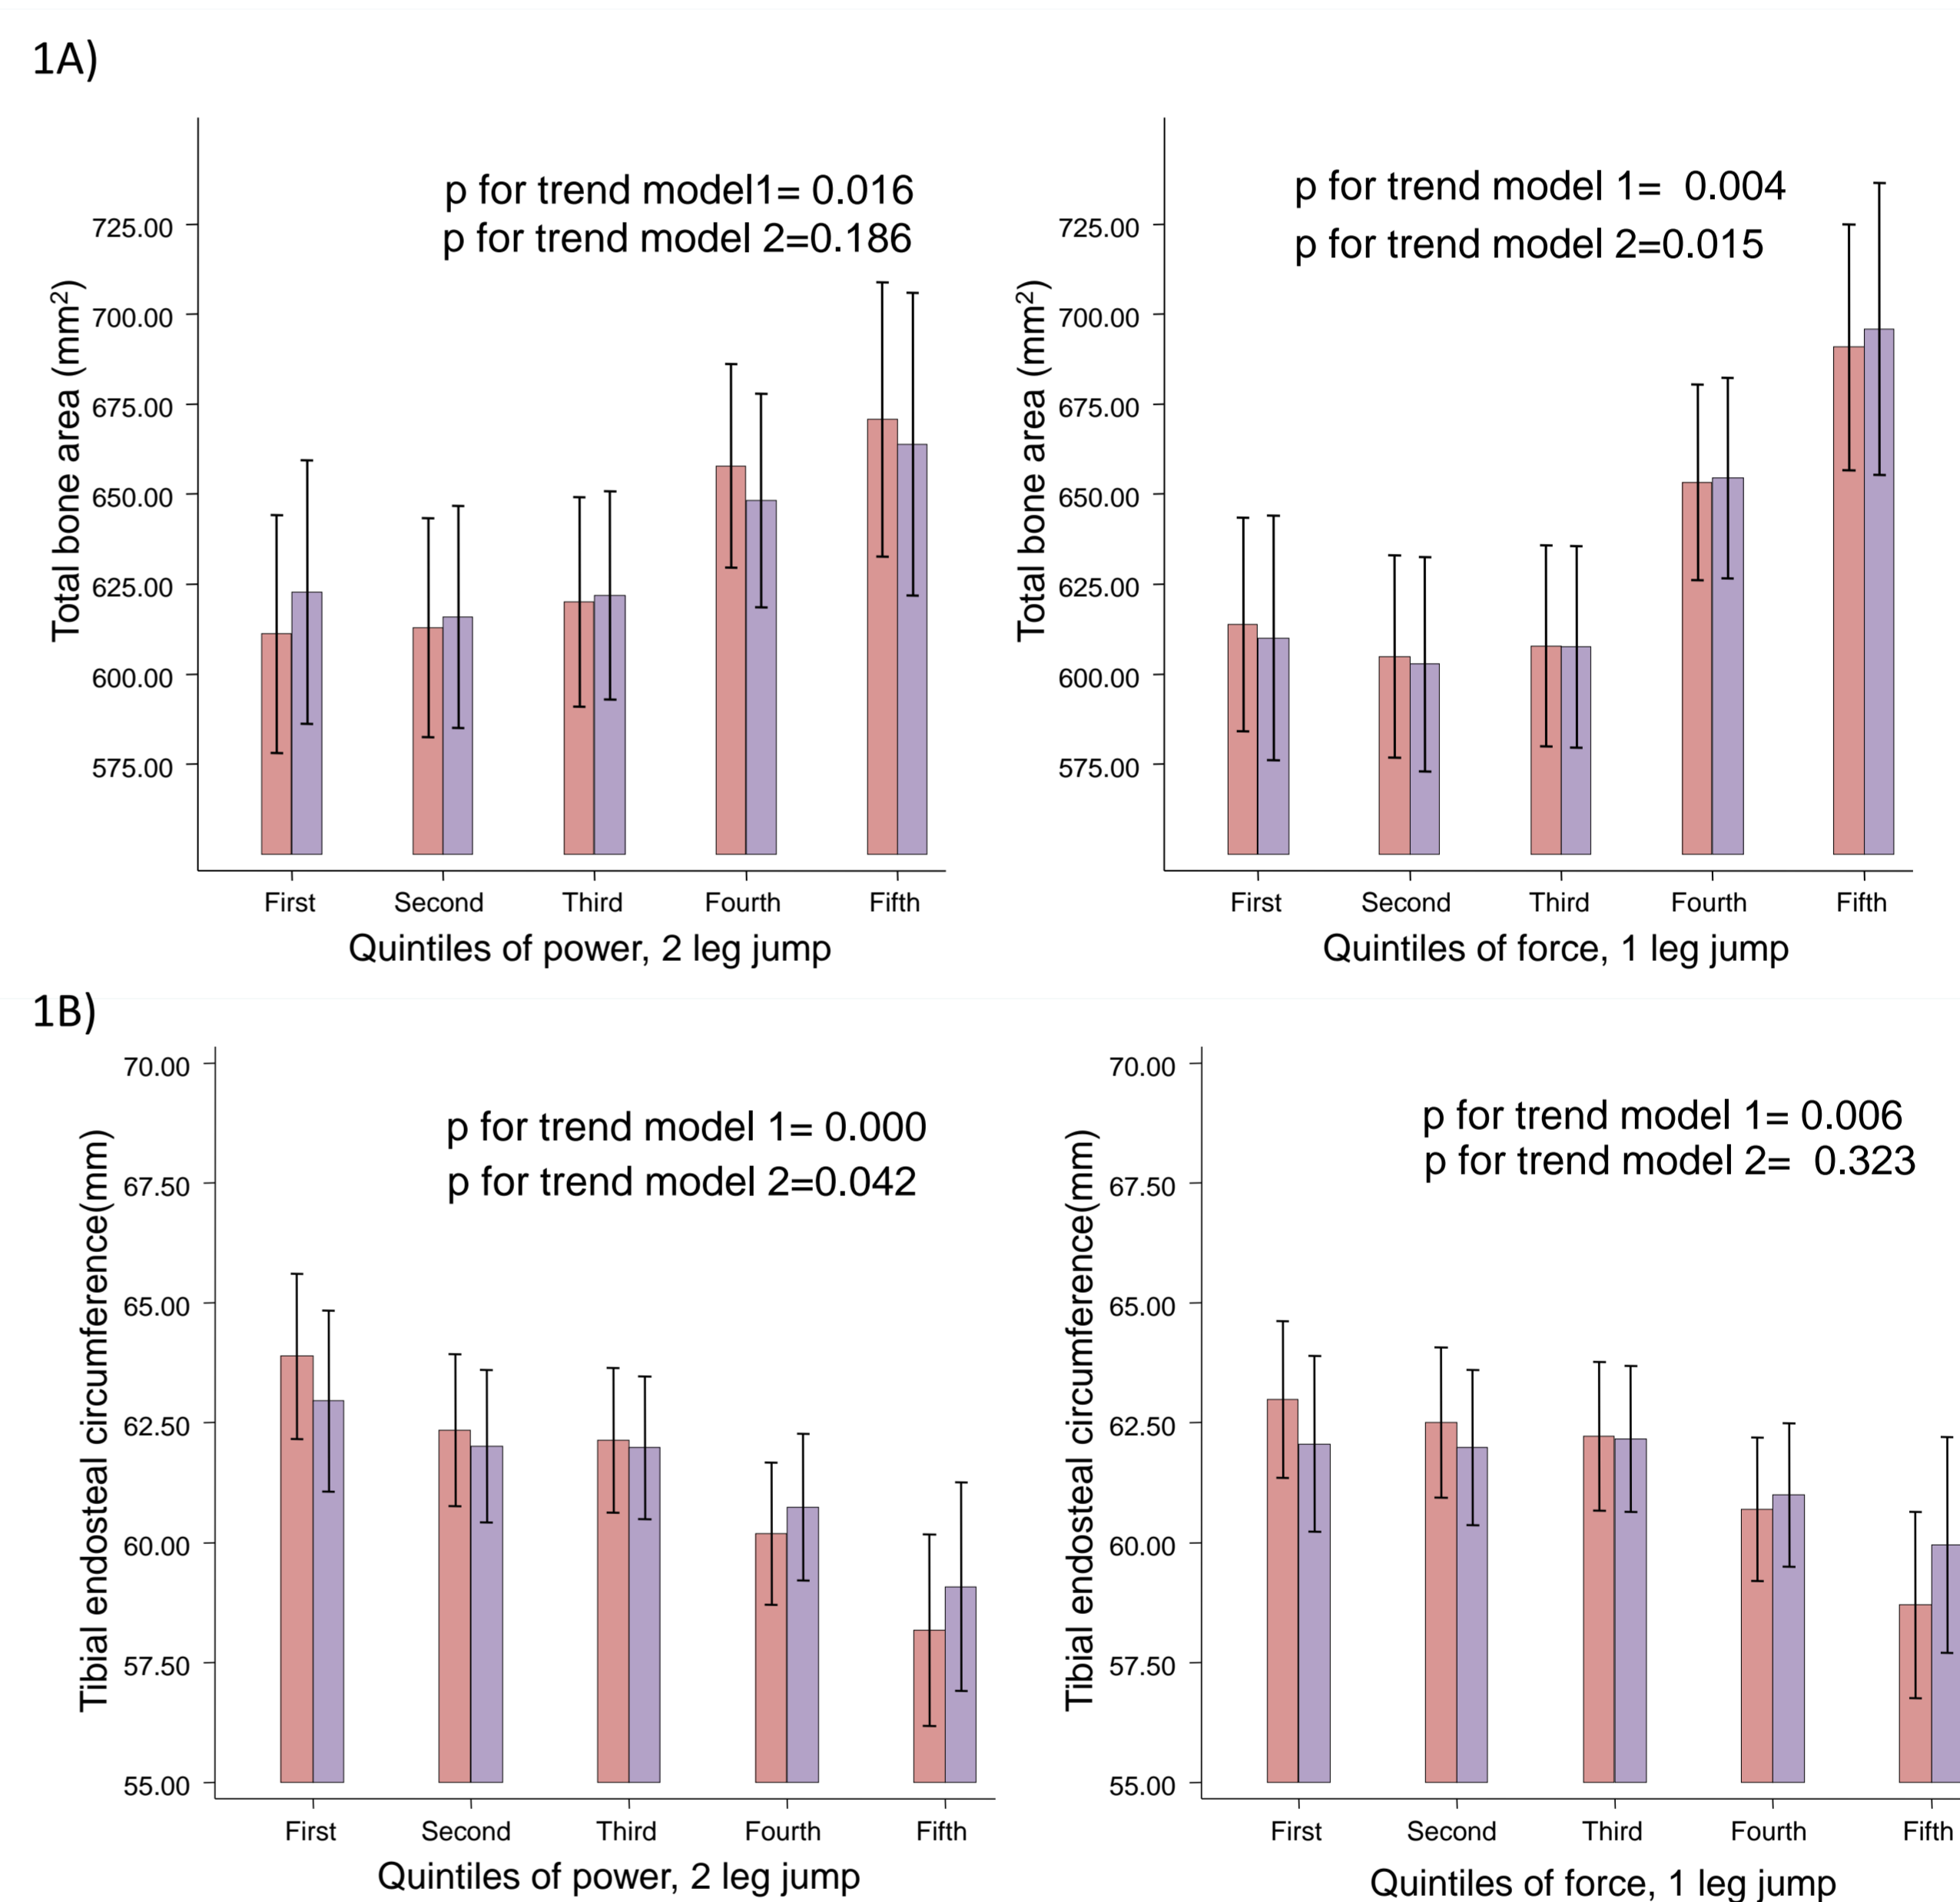 1A)
p for trend model1= 0.016
p for trend model 2=0.186
Total bone area (mm²)
725.00
700.00
675.00
650.00
625.00
600.00
575.00
First Second Third Fourth Fifth
Quintiles of power, 2 leg jump
p for trend model 1= 0.004
p for trend model 2=0.015
Total bone area (mm²)
725.00
700.00
675.00
650.00
625.00
600.00
575.00
First Second Third Fourth Fifth
Quintiles of force, 1 leg jump
1B)
p for trend model 1= 0.000
p for trend model 2=0.042
Tibial endosteal circumference(mm)
70.00
67.50
65.00
62.50
60.00
57.50
55.00
First Second Third Fourth Fifth
Quintiles of power, 2 leg jump
p for trend model 1= 0.006
p for trend model 2= 0.323
Tibial endosteal circumference(mm)
70.00
67.50
65.00
62.50
60.00
57.50
55.00
First Second Third Fourth Fifth
Quintiles of force, 1 leg jump